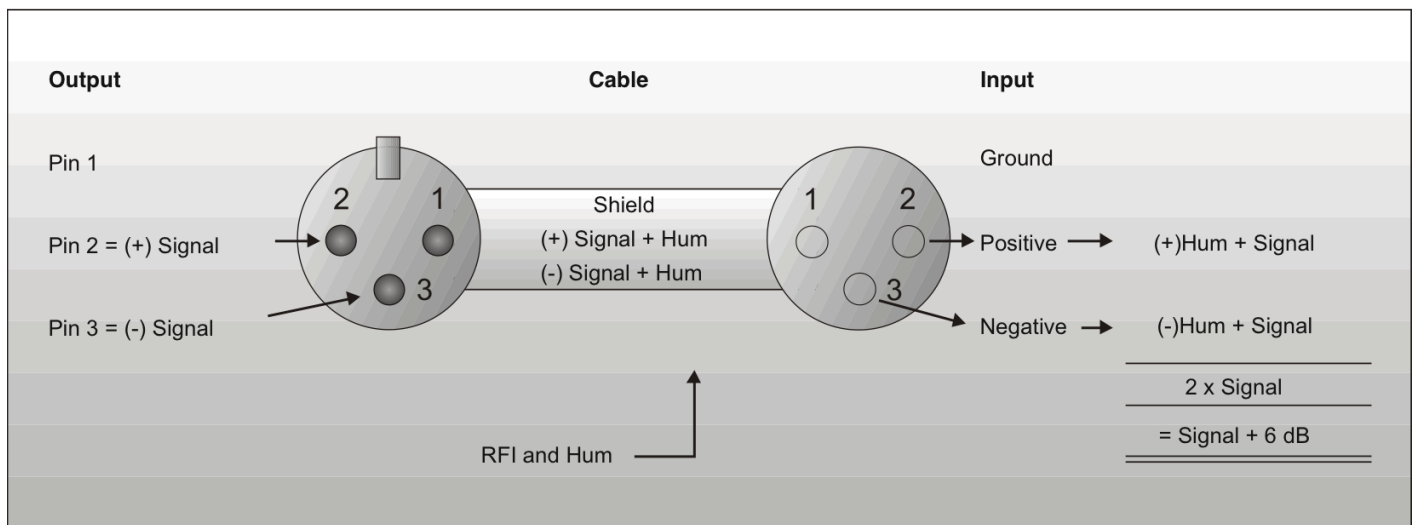 Output
Cable
Input
Pin 1
Ground
2
1
Shield
1
2
Pin 2 = (+) Signal
(+) Signal + Hum
Positive
(+)Hum + Signal
(-) Signal + Hum
3
3
Pin 3 = (-) Signal
Negative
(-)Hum + Signal
2 x Signal
= Signal + 6 dB
RFI and Hum